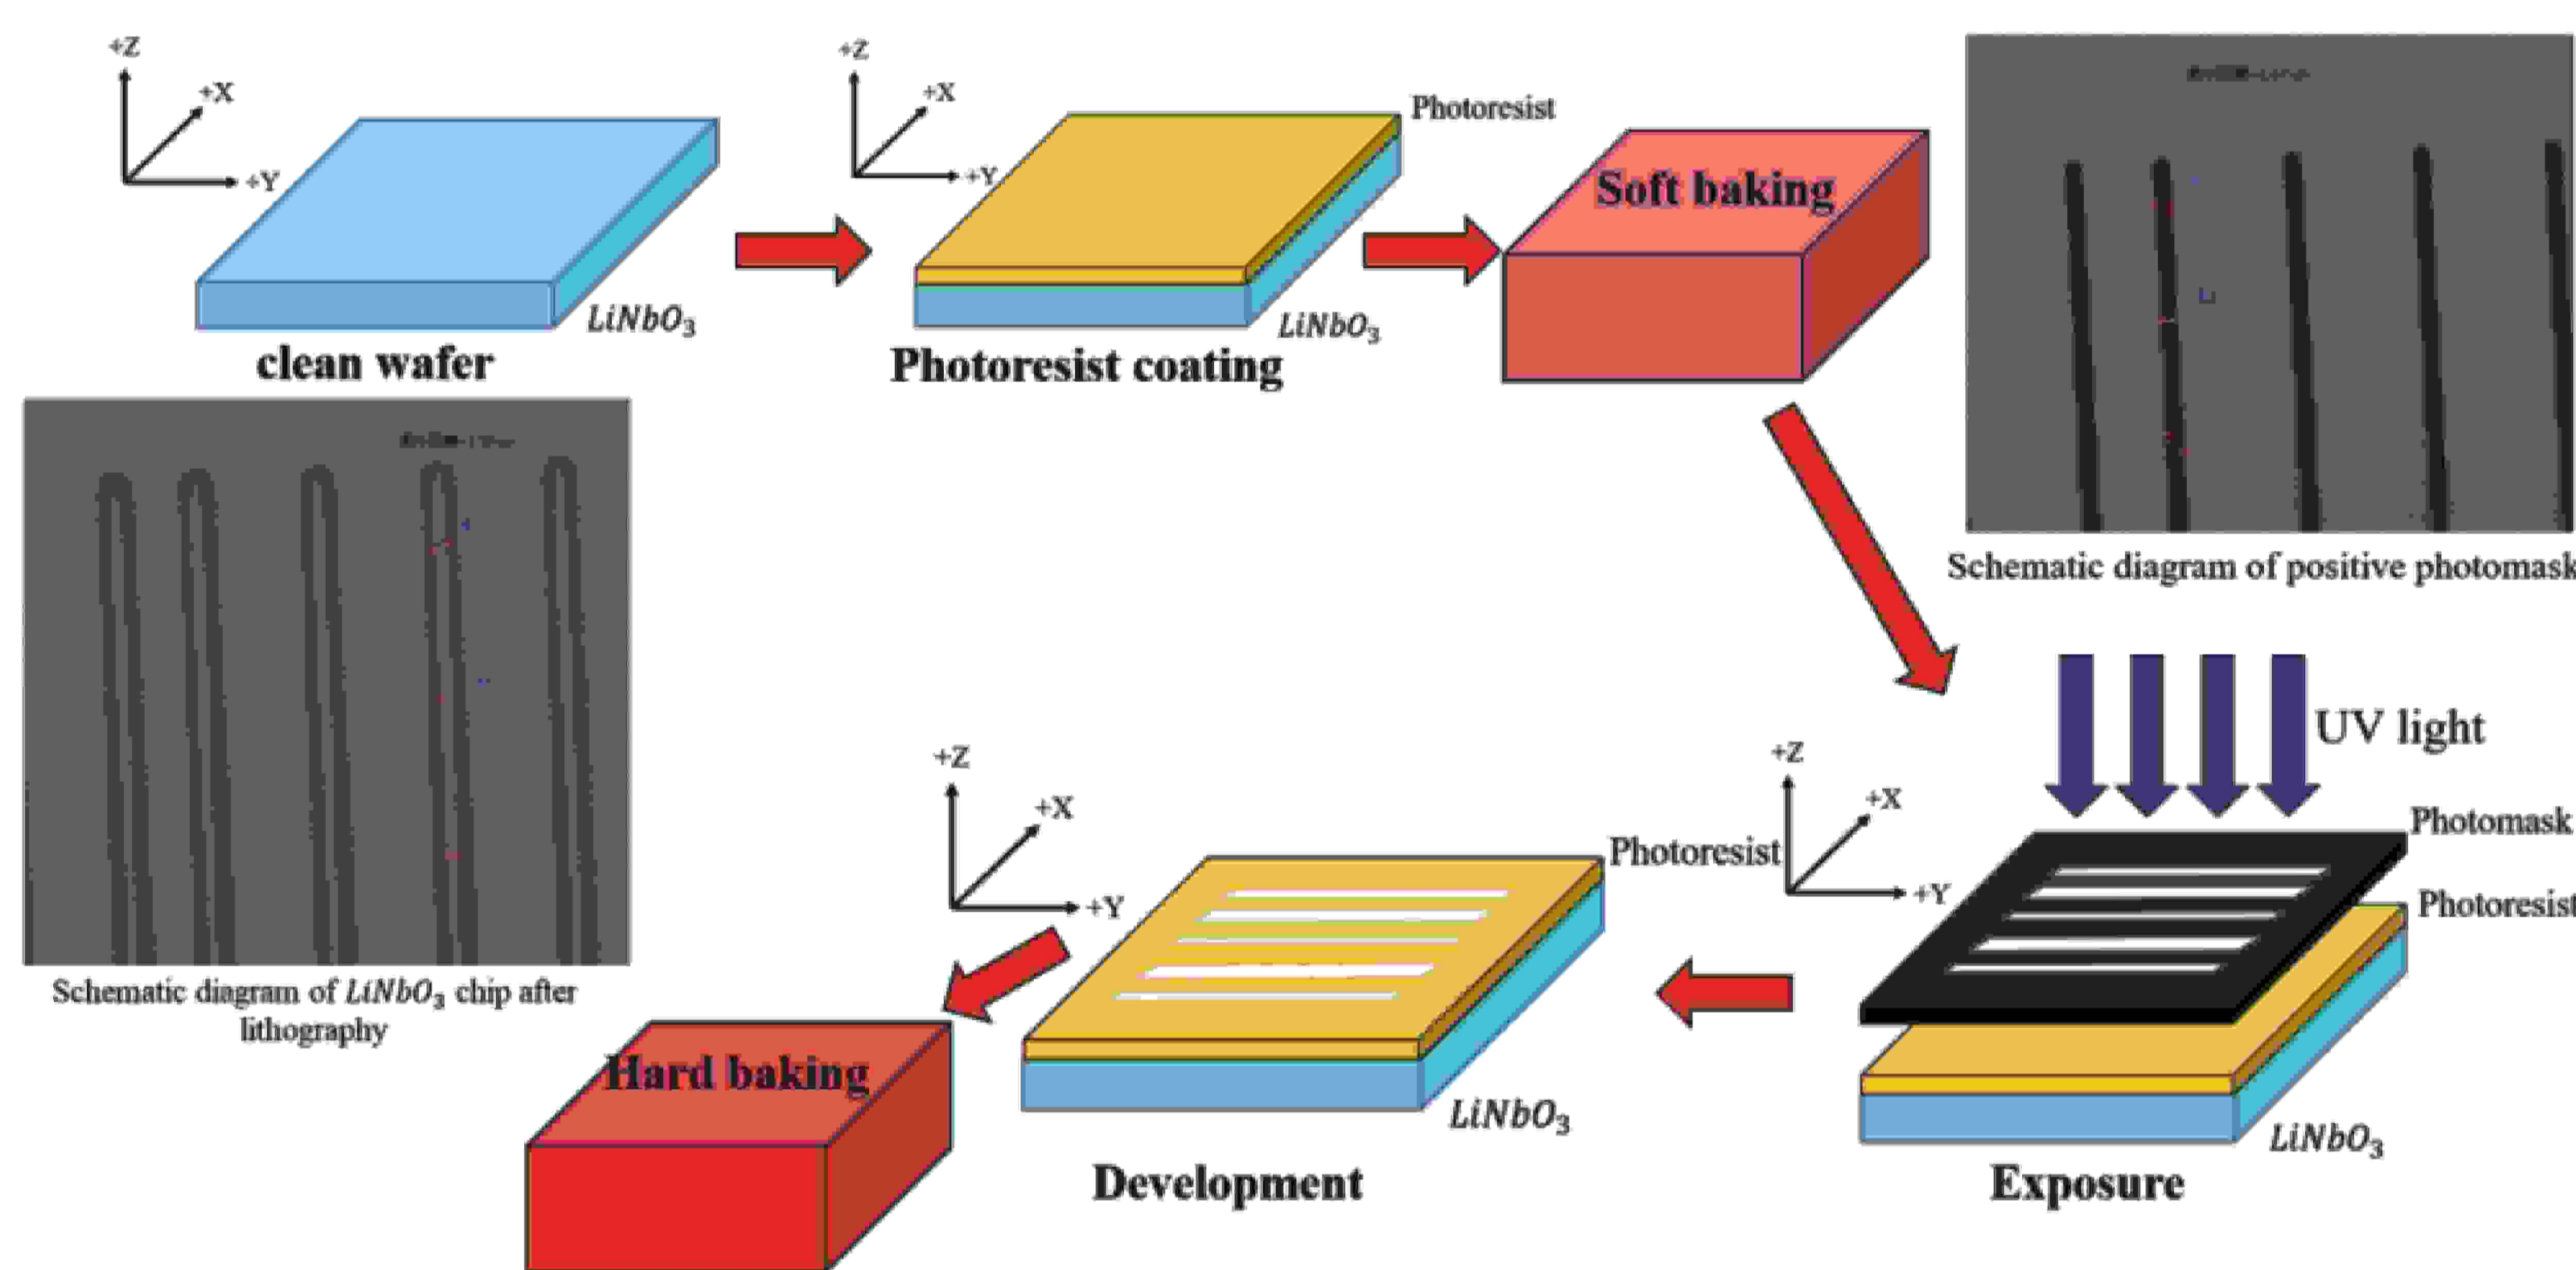 +Z
+X
+Y
LiNbO₃
clean wafer
+Z
+X
+Y
Photoresist
LiNbO₃
Photoresist coating
Soft baking
Schematic diagram of positive photomask
UV light
+Z
+X
+Y
Photomask
Photoresist
LiNbO₃
Exposure
+Z
+X
+Y
Photoresist
LiNbO₃
Development
Hard baking
Schematic diagram of LiNbO₃ chip after
lithography